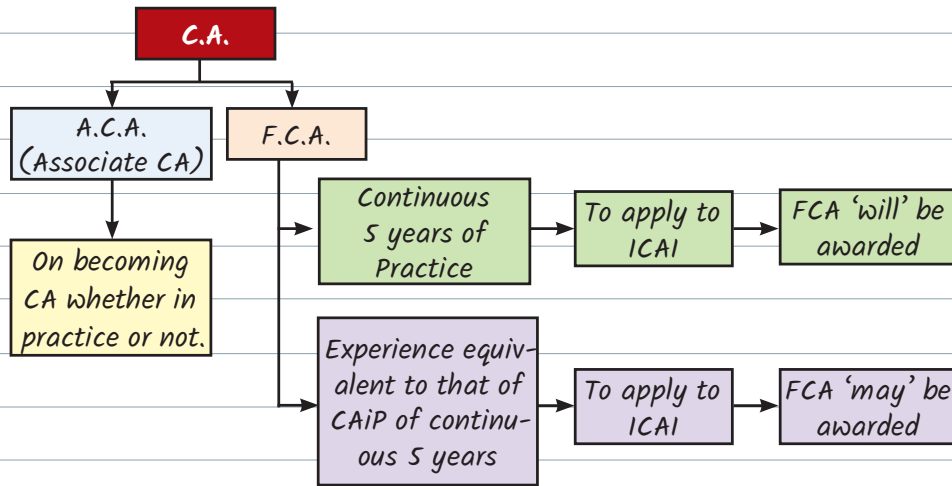 C.A.
A.C.A.
(Associate CA)
On becoming
CA whether in
practice or not.
F.C.A.
Continuous
5 years of
Practice
To apply to
ICAI
FCA ‘will’ be
awarded
Experience equiv-
alent to that of
CAiP of continu-
ous 5 years
To apply to
ICAI
FCA ‘may’ be
awarded